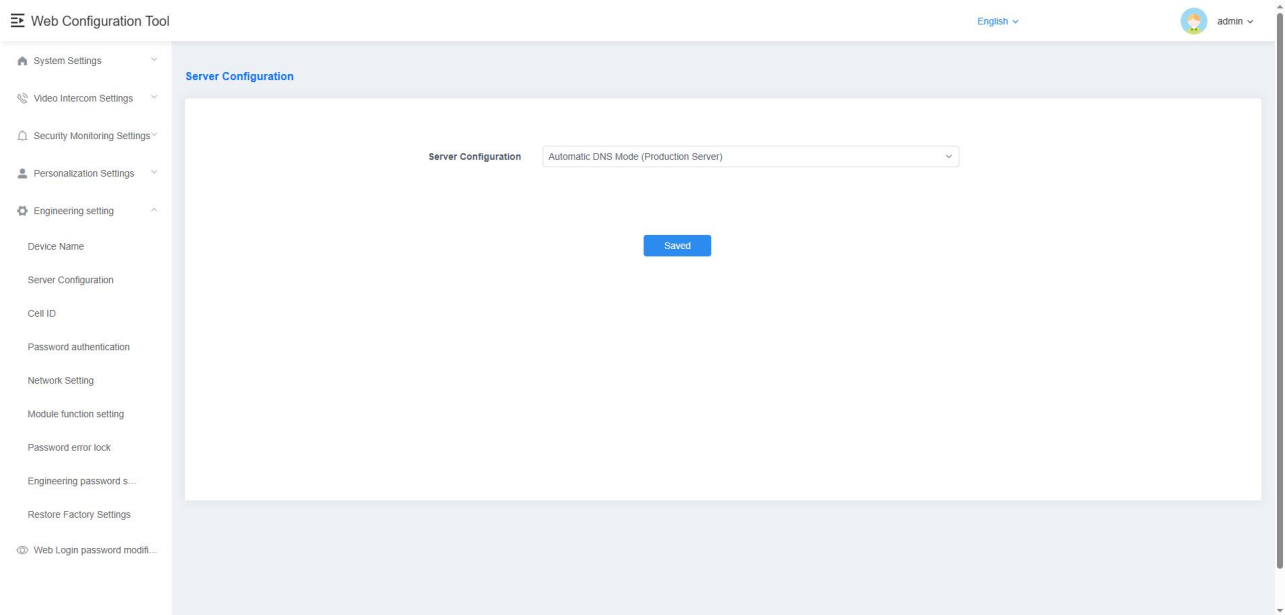 Web Configuration Tool
English
admin
System Settings
Video Intercom Settings
Security Monitoring Settings
Personalization Settings
Engineering setting
Device Name
Server Configuration
Cell ID
Password authentication
Network Setting
Module function setting
Password error lock
Engineering password s...
Restore Factory Settings
Web Login password modifi...
Server Configuration
Server Configuration
Automatic DNS Mode (Production Server)
Saved